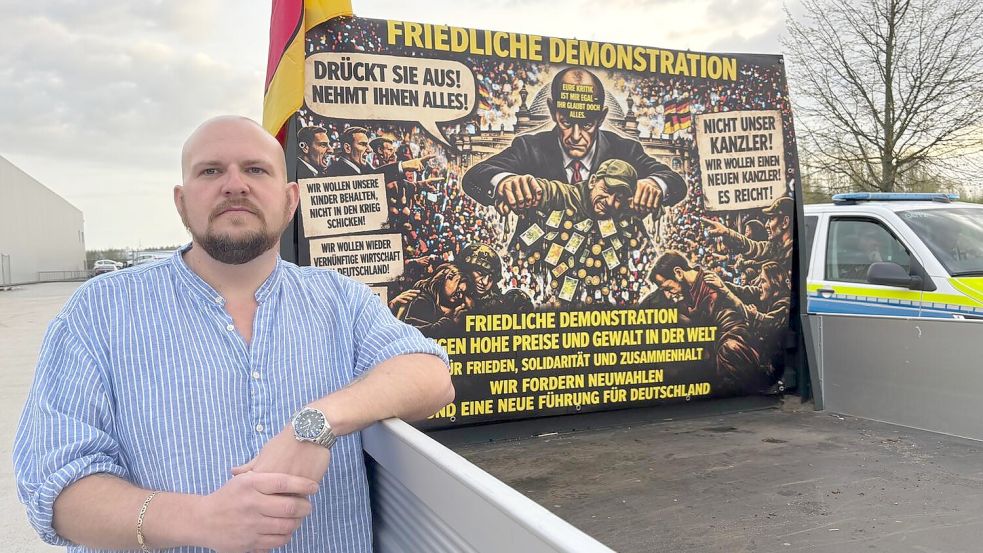 FRIEDLICHE DEMONSTRATION
DRÜCKT SIE AUS!
NEHMT IHNEN ALLES!
EURE KRITIK
IST MIR EGAL –
IHR GLAUBT DOCH
ALLES.
NICHT UNSER
KANZLER!
WIR WOLLEN EINEN
NEUEN KANZLER!
ES REICHT!
WIR WOLLEN UNSERE
KINDER BEHALTEN,
NICHT IN DEN KRIEG
SCHICKEN!
WIR WOLLEN WIEDER
VERNÜNFTIGE WIRTSCHAFT
DEUTSCHLAND!
FRIEDLICHE DEMONSTRATION
GEN HOHE PREISE UND GEWALT IN DER WELT
ÜR FRIEDEN, SOLIDARITÄT UND ZUSAMMENHALT
WIR FORDERN NEUWAHLEN
ND EINE NEUE FÜHRUNG FÜR DEUTSCHLAND